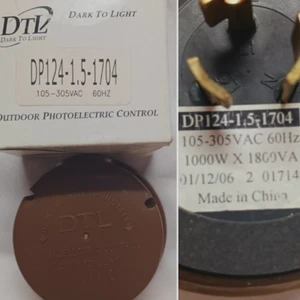 DTL
DARK TO LIGHT
DARK TO LIGHT
DP124-1.5-1704
105-305VAC 60HZ
OUTDOOR PHOTOELECTRIC CONTROL
DTL
DP124-1.5-1704
105-305VAC 60Hz
1000W X 1800VA
01/12/06 2 01714
Made in China